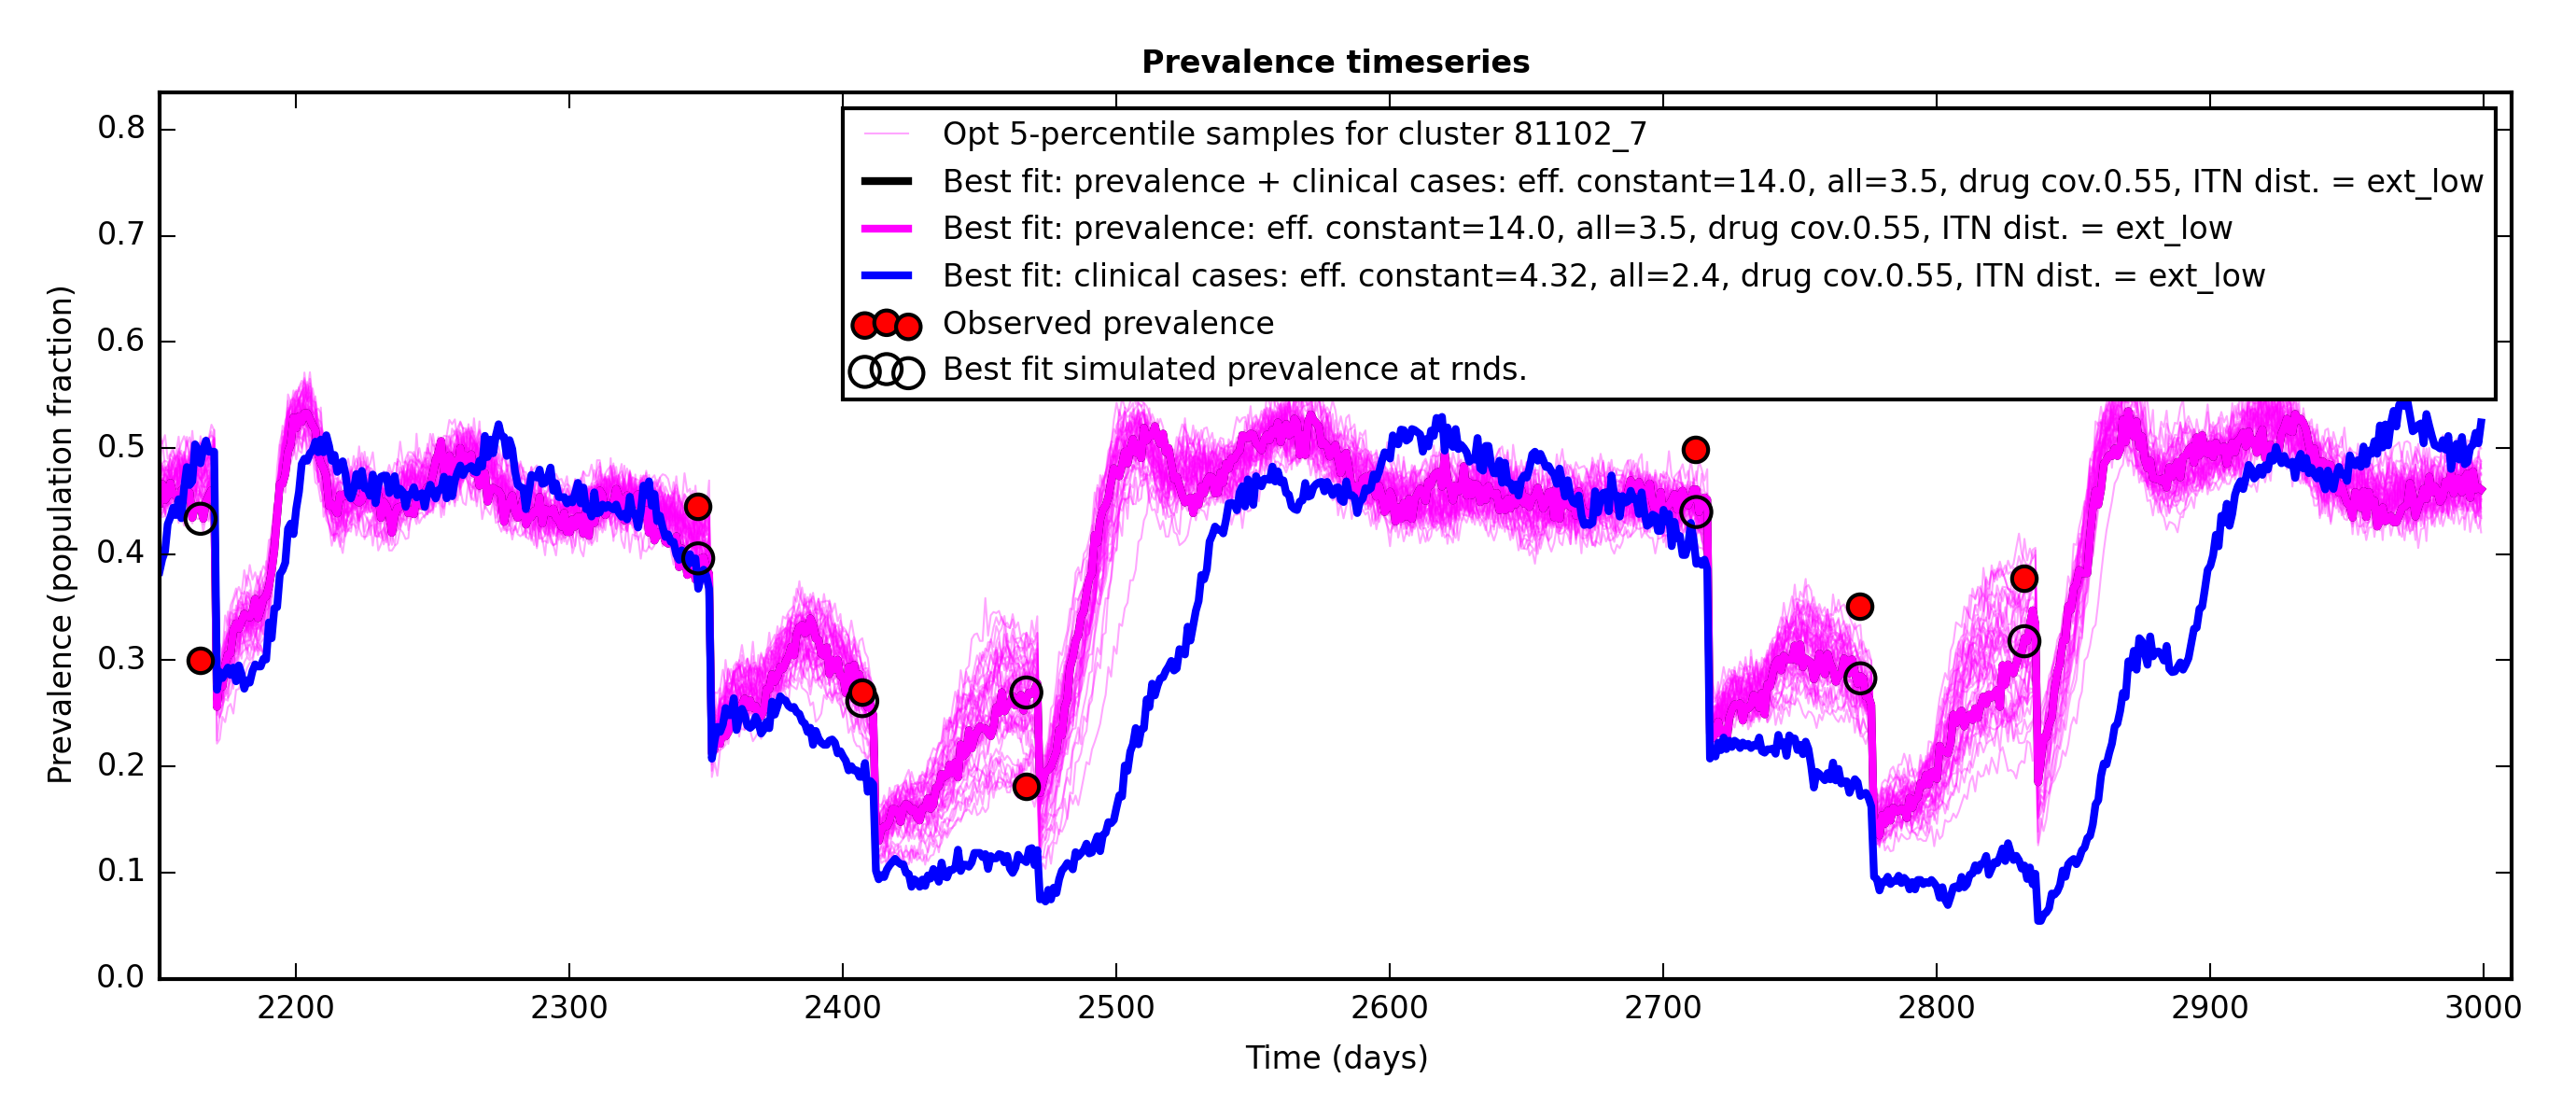 Prevalence timeseries
Opt 5-percentile samples for cluster 81102_7
Best fit: prevalence + clinical cases: eff. constant=14.0, all=3.5, drug cov.0.55, ITN dist. = ext_low
Best fit: prevalence: eff. constant=14.0, all=3.5, drug cov.0.55, ITN dist. = ext_low
Best fit: clinical cases: eff. constant=4.32, all=2.4, drug cov.0.55, ITN dist. = ext_low
Observed prevalence
Best fit simulated prevalence at rnds.
Prevalence (population fraction)
0.8
0.7
0.6
0.5
0.4
0.3
0.2
0.1
0.0
2200 2300 2400 2500 2600 2700 2800 2900 3000
Time (days)